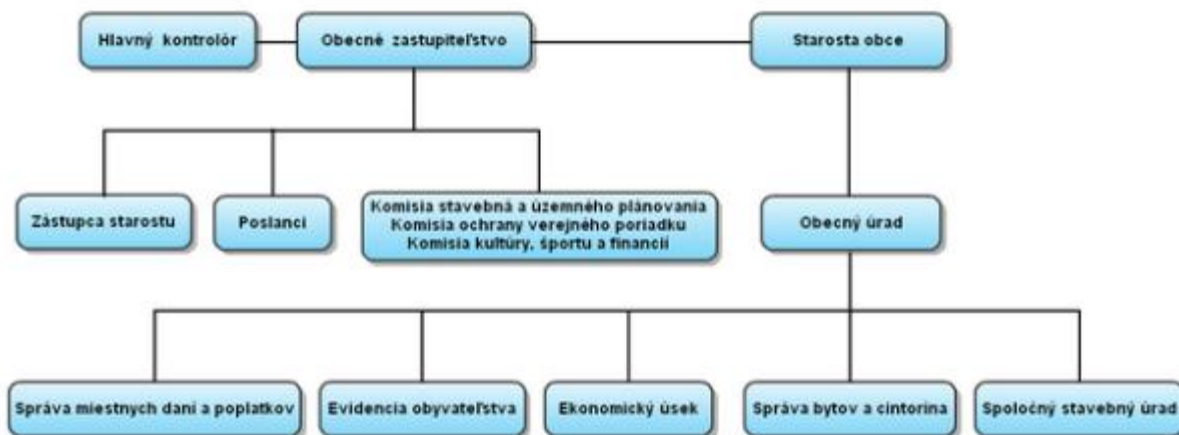 Hlavný kontrolór
Obecné zastupiteľstvo
Starosta obce
Zástupca starostu
Poslanci
Komisia stavebná a územného plánovania
Komisia ochrany verejného poriadku
Komisia kultúry, športu a financií
Obecný úrad
Správa miestnych daní a poplatkov
Evidencia obyvateľstva
Ekonomický úsek
Správa bytov a cintorína
Spoločný stavebný úrad